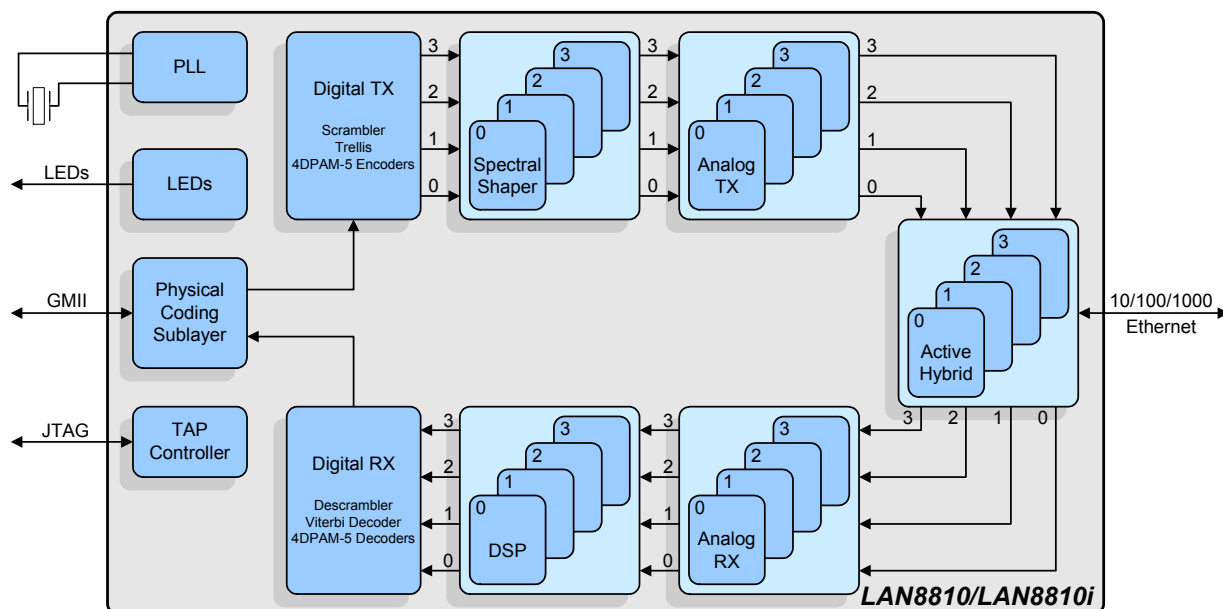 PLL
LEDs
LEDs
GMII
Physical
Coding
Sublayer
JTAG
TAP
Controller
Digital TX
Scrambler
Trellis
4DPAM-5 Encoders
3
2
1
0
3
2
1
0
Spectral
Shaper
3
2
1
0
3
2
1
0
Analog
TX
3
2
1
0
3
2
1
0
Active
Hybrid
10/100/1000
Ethernet
3
2
1
0
Digital RX
Descrambler
Viterbi Decoder
4DPAM-5 Decoders
3
2
1
0
3
2
1
0
DSP
3
2
1
0
3
2
1
0
Analog
RX
LAN8810/LAN8810i